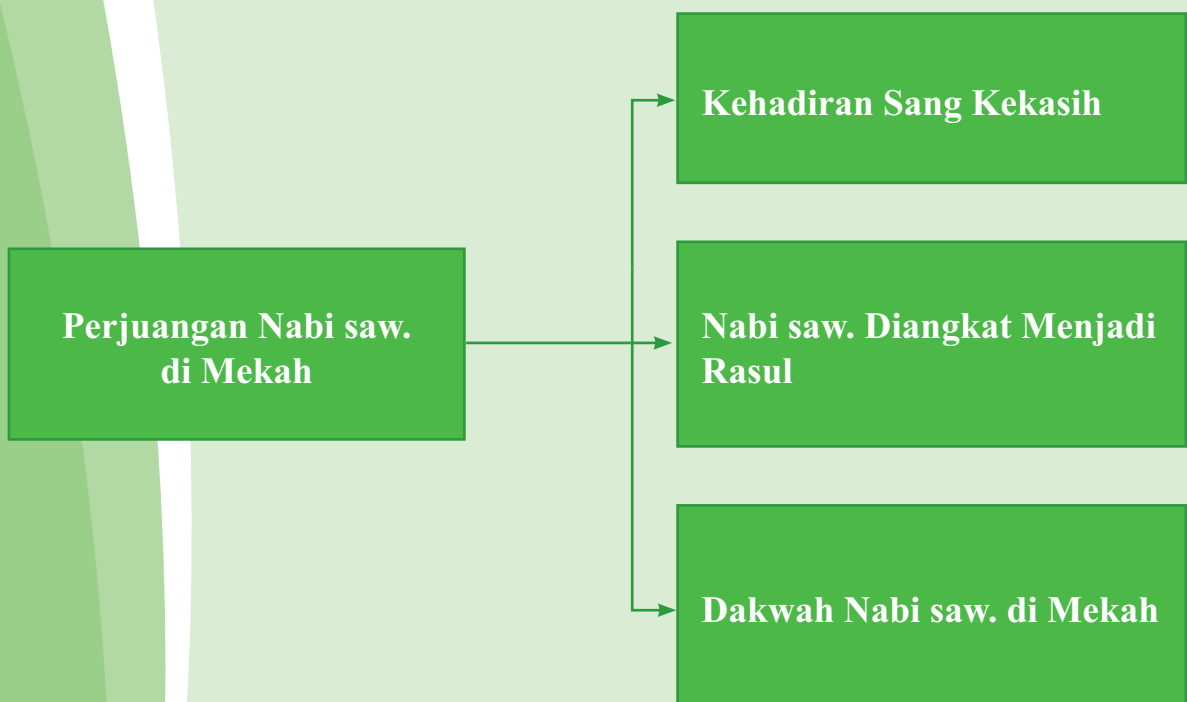 Perjuangan Nabi saw.
di Mekah
Kehadiran Sang Kekasih
Nabi saw. Diangkat Menjadi
Rasul
Dakwah Nabi saw. di Mekah